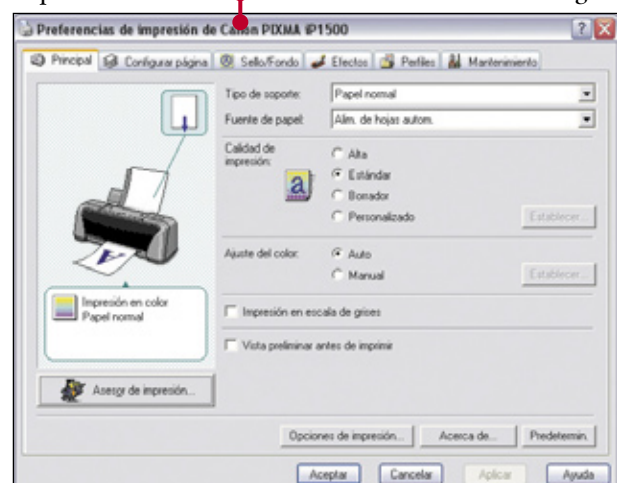 Preferencias de impresión de Canon PIXMA iP1500
Principal Configurar página Sello/Fondo Efectos Perfiles Mantenimiento
Tipo de soporte: Papel normal
Fuente de papel: Alim. de hojas autom.
Calidad de impresión:
Alta
Estándar
Borrador
Personalizado Establecer...
Ajuste del color: Auto
Manual Establecer...
Impresión en color
Papel normal
Impresión en escala de grises
Vista preliminar antes de imprimir
Asesor de impresión...
Opciones de impresión... Acerca de... Predetermin.
Aceptar Cancelar Aplicar Ayuda